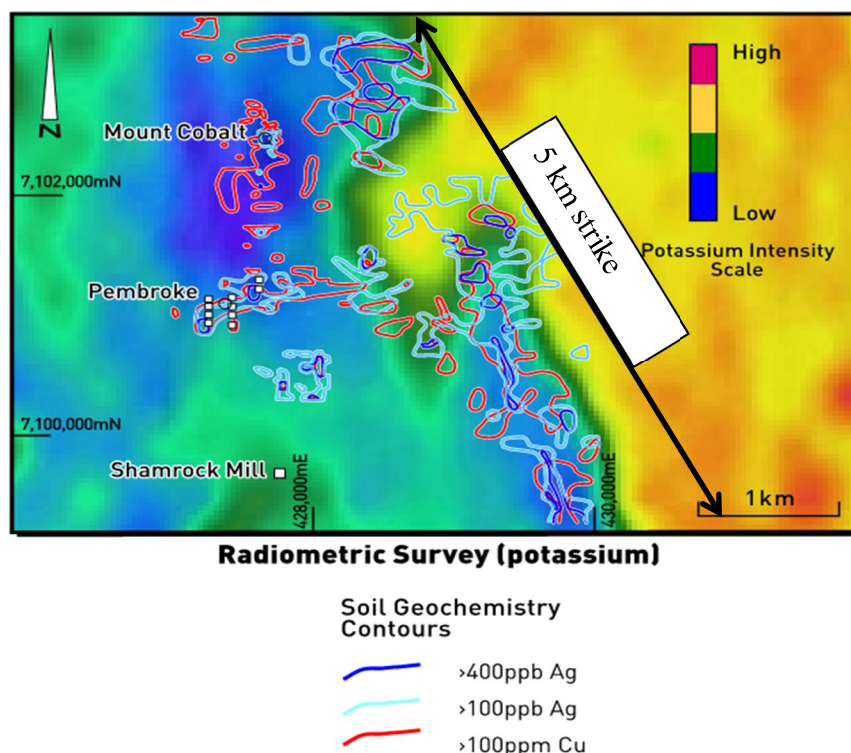 High
N
Mount Cobalt
7,102,000mN
5 km strike
Low
Potassium Intensity
Scale
Pembroke
7,100,000mN
Shamrock Mill
428,000mE
430,000mE
1km
Radiometric Survey (potassium)
Soil Geochemistry
Contours
>400ppb Ag
>100ppb Ag
>100ppm Cu